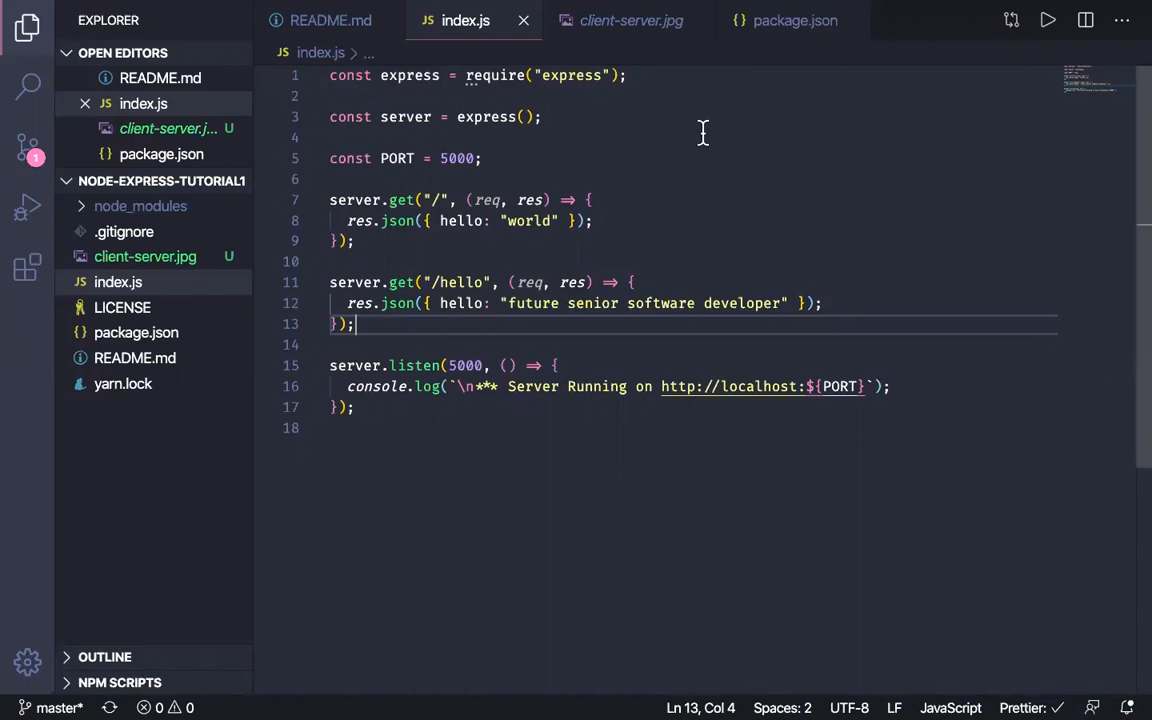 EXPLORER
README.md
index.js
client-server.jpg
package.json
OPEN EDITORS
README.md
index.js
client-server.j... U
package.json
NODE-EXPRESS-TUTORIAL1
node_modules
.gitignore
client-server.jpg U
index.js
LICENSE
package.json
README.md
yarn.lock
OUTLINE
NPM SCRIPTS
1
index.js > ...
1 const express = require("express");
2
3 const server = express();
4
5 const PORT = 5000;
6
7 server.get("/", (req, res) => {
8 res.json({ hello: "world" });
9 });
10
11 server.get("/hello", (req, res) => {
12 res.json({ hello: "future senior software developer" });
13 });
14
15 server.listen(5000, () => {
16 console.log(`\n*** Server Running on http://localhost:${PORT}`);
17 });
18
master* 0 0 Ln 13, Col 4 Spaces: 2 UTF-8 LF JavaScript Prettier: ✓